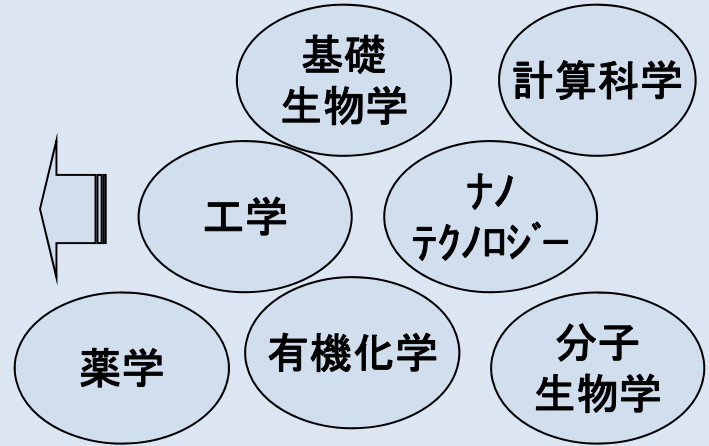 基礎
生物学
計算科学
工学
ナノ
テクノロジー
薬学
有機化学
分子
生物学